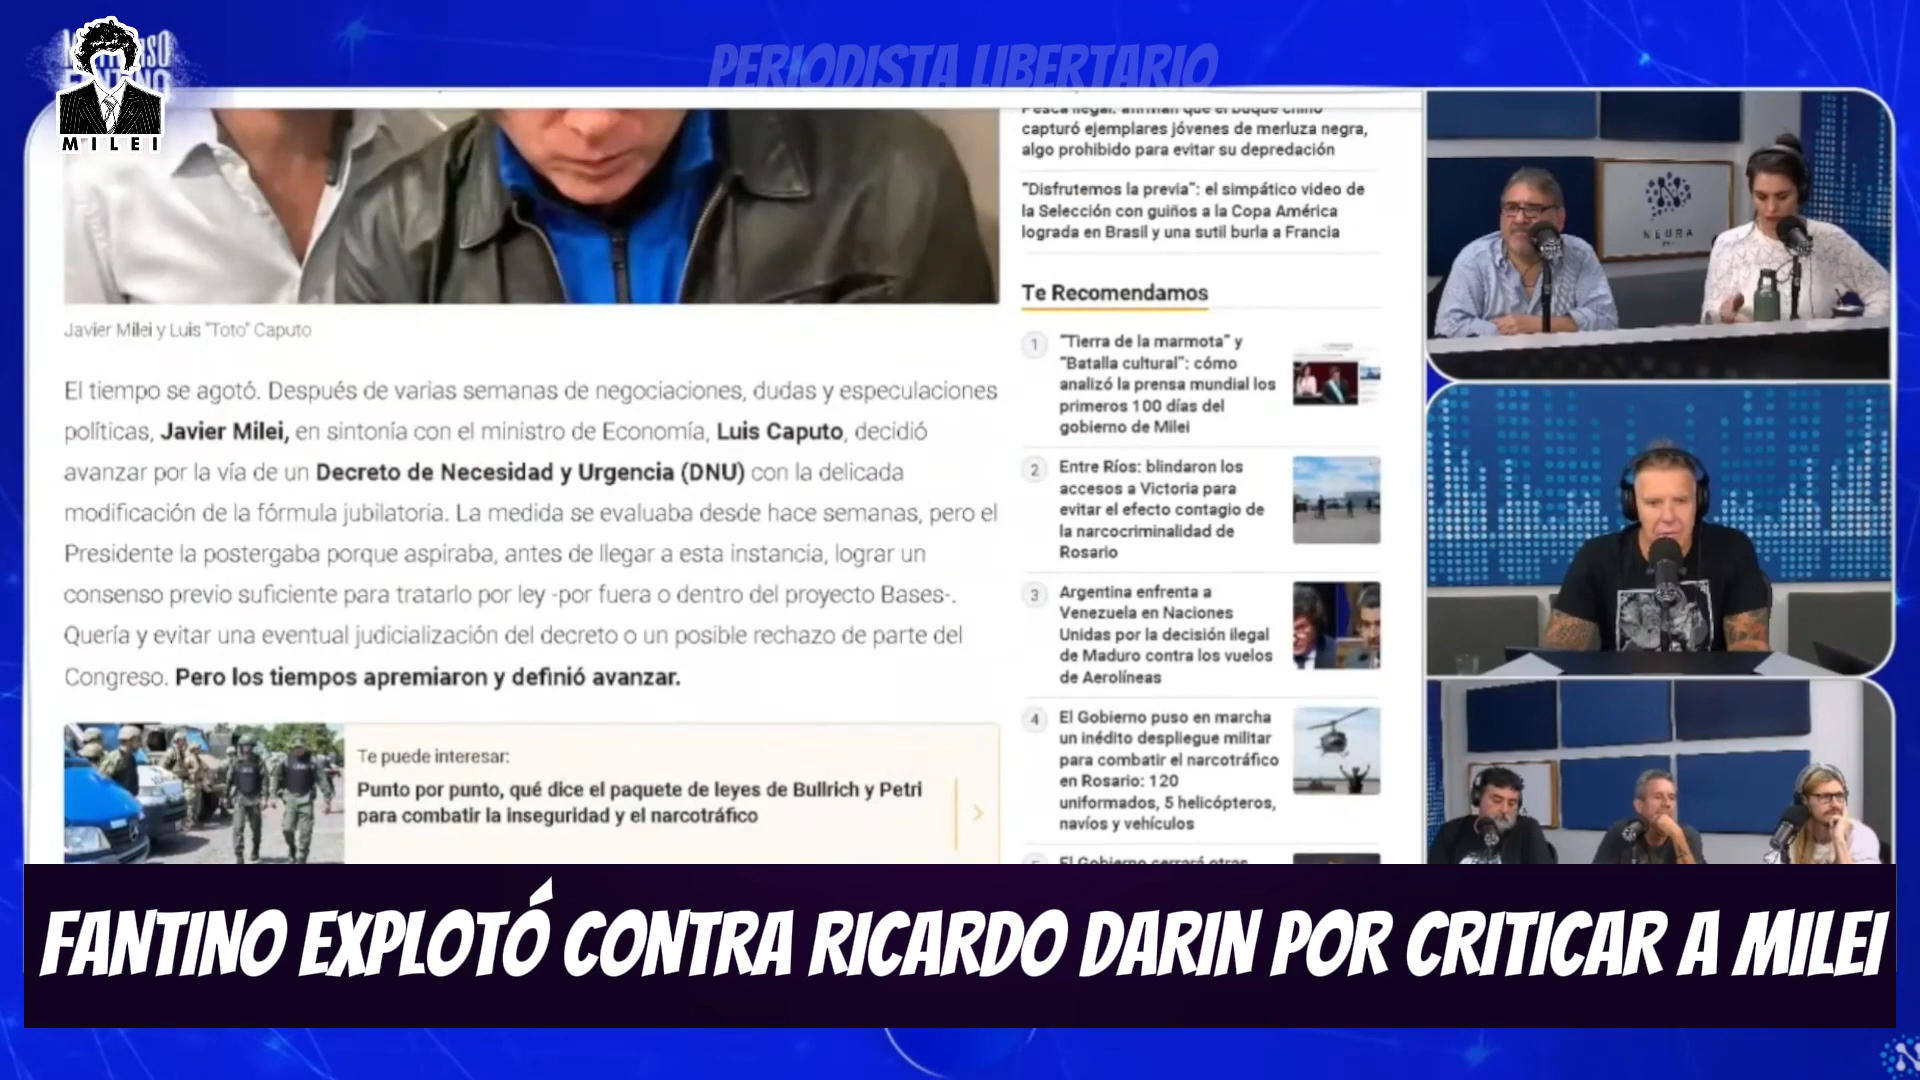 MILEI
PERIODISTA LIBERTARIO
Javier Milei y Luis "Toto" Caputo
El tiempo se agotó. Después de varias semanas de negociaciones, dudas y especulaciones
políticas, Javier Milei, en sintonía con el ministro de Economía, Luis Caputo, decidió
avanzar por la vía de un Decreto de Necesidad y Urgencia (DNU) con la delicada
modificación de la fórmula jubilatoria. La medida se evaluaba desde hace semanas, pero el
Presidente la postergaba porque aspiraba, antes de llegar a esta instancia, lograr un
consenso previo suficiente para tratarlo por ley -por fuera o dentro del proyecto Bases-.
Quería y evitar una eventual judicialización del decreto o un posible rechazo de parte del
Congreso. Pero los tiempos apremiaron y definió avanzar.
Te puede interesar:
Punto por punto, qué dice el paquete de leyes de Bullrich y Petri
para combatir la inseguridad y el narcotráfico
Pesca ilegal: afirman que el buque chino
capturó ejemplares jóvenes de merluza negra,
algo prohibido para evitar su depredación
"Disfrutemos la previa": el simpático video de
la Selección con guiños a la Copa América
lograda en Brasil y una sutil burla a Francia
Te Recomendamos
1
"Tierra de la marmota" y
"Batalla cultural": cómo
analizó la prensa mundial los
primeros 100 días del
gobierno de Milei
2
Entre Ríos: blindaron los
accesos a Victoria para
evitar el efecto contagio de
la narcocriminalidad de
Rosario
3
Argentina enfrenta a
Venezuela en Naciones
Unidas por la decisión ilegal
de Maduro contra los vuelos
de Aerolíneas
4
El Gobierno puso en marcha
un inédito despliegue militar
para combatir el narcotráfico
en Rosario: 120
uniformados, 5 helicópteros,
navíos y vehículos
El Gobierno cerrará otras
NEURA
FANTINO EXPLOTÓ CONTRA RICARDO DARIN POR CRITICAR A MILEI